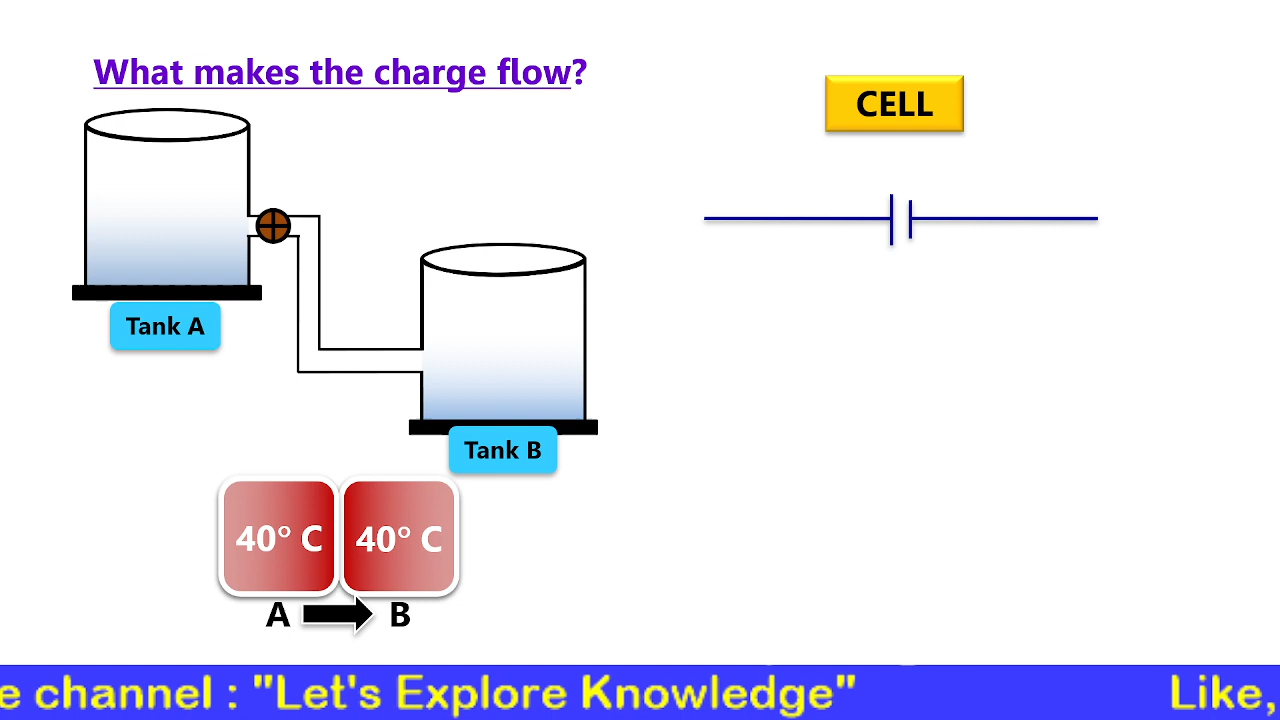 What makes the charge flow?
CELL
Tank A
Tank B
40° C 40° C
A B
e channel : "Let's Explore Knowledge" Like,